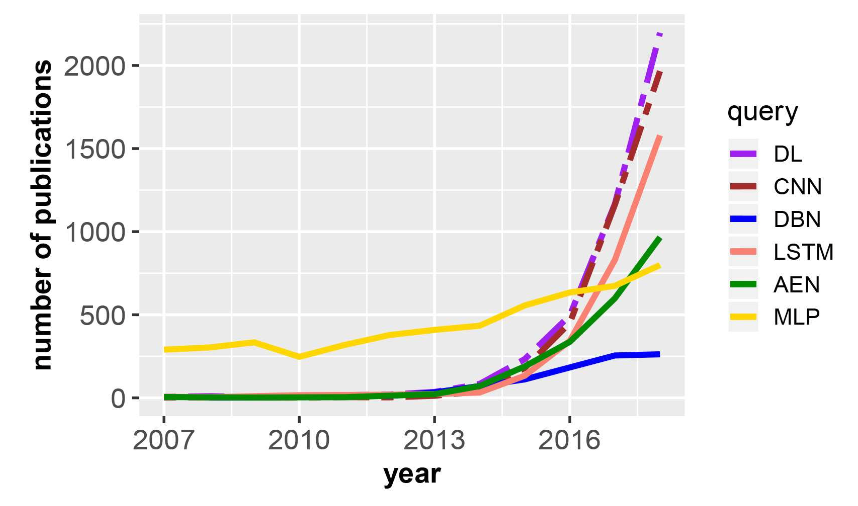 number of publications
2000
1500
1000
500
0
2007 2010 2013 2016
year
query
DL
CNN
DBN
LSTM
AEN
MLP